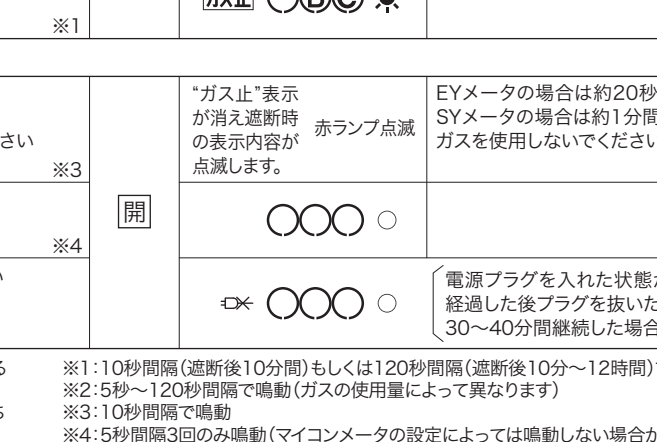 ガス止 ⒷⒸ
※1
“ガス止”表示
が消え遮断時
の表示内容が
点滅します。
赤ランプ点滅
EYメータの場合は約20秒
SYメータの場合は約1分間
ガスを使用しないでください
さい
※3
開
※4
電源プラグを入れた状態が
経過した後プラグを抜いた
30〜40分間継続した場合
る
※1:10秒間隔(遮断後10分間)もしくは120秒間隔(遮断後10分〜12時間)
※2:5秒〜120秒間隔で鳴動(ガスの使用量によって異なります)
※3:10秒間隔で鳴動
※4:5秒間隔3回のみ鳴動(マイコンメータの設定によっては鳴動しない場合が